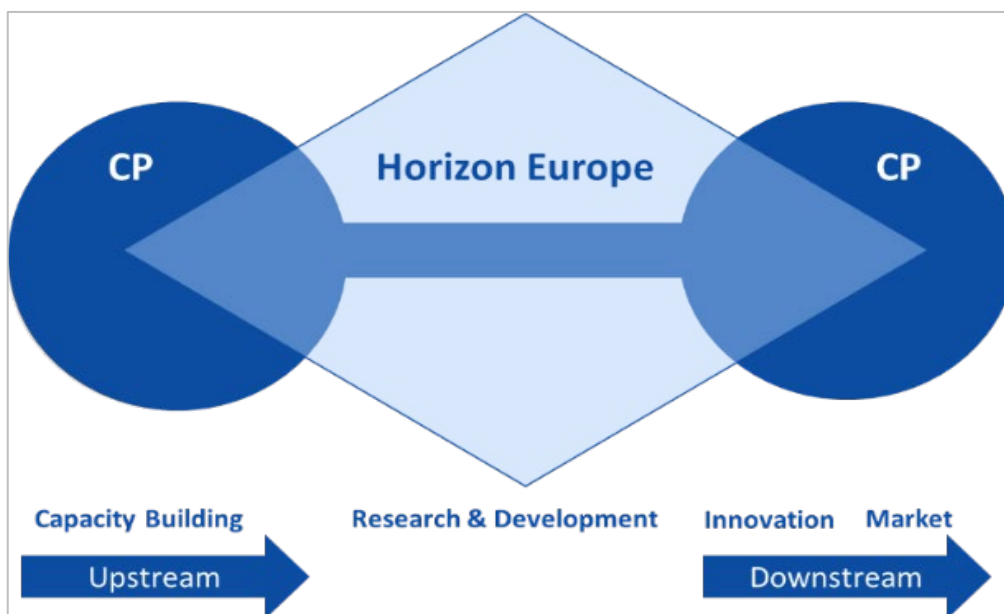 CP
Horizon Europe
CP
Capacity Building
Research & Development
Innovation
Market
Upstream
Downstream